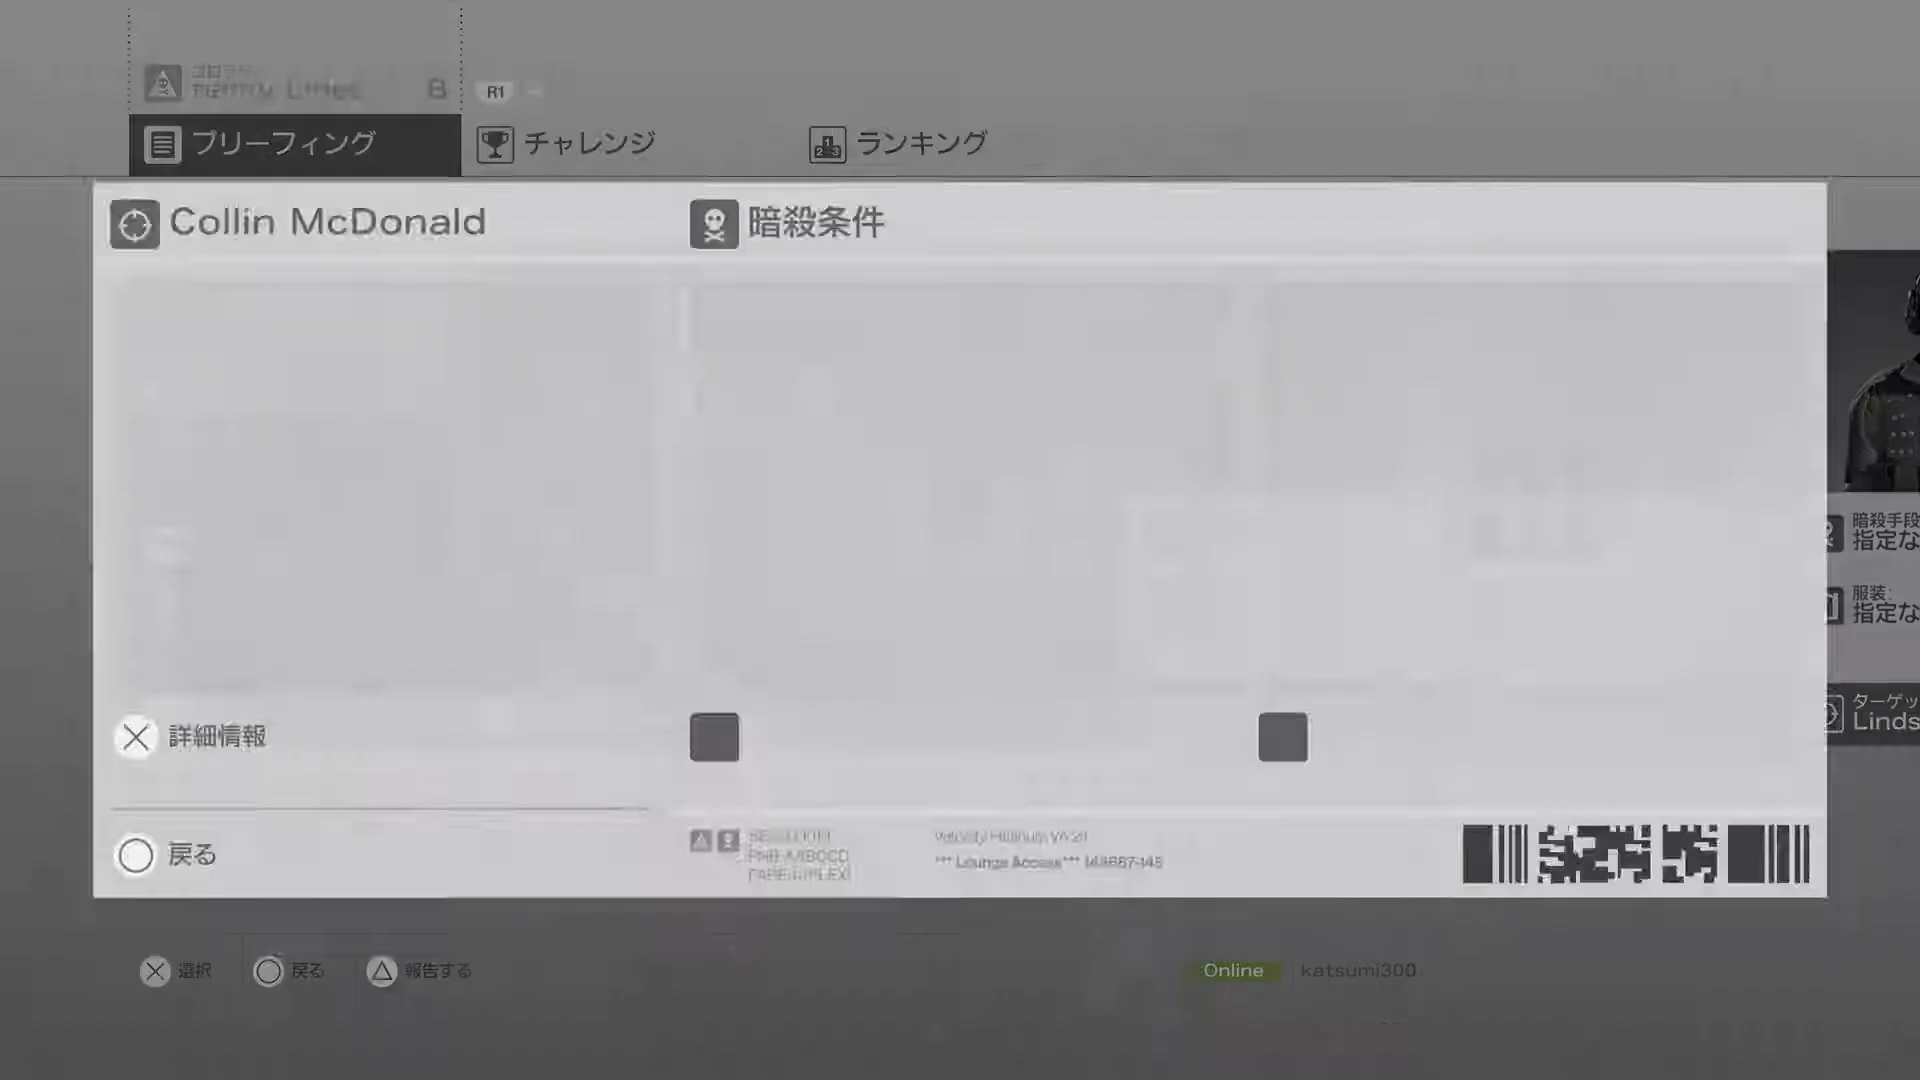 R1
ブリーフィング
チャレンジ
ランキング
Collin McDonald
暗殺条件
暗殺手段
指定な
服装:
指定な
ターゲッ
Linds
詳細情報
戻る
*** Lounge Access***
選択
戻る
報告する
Online
katsumi300